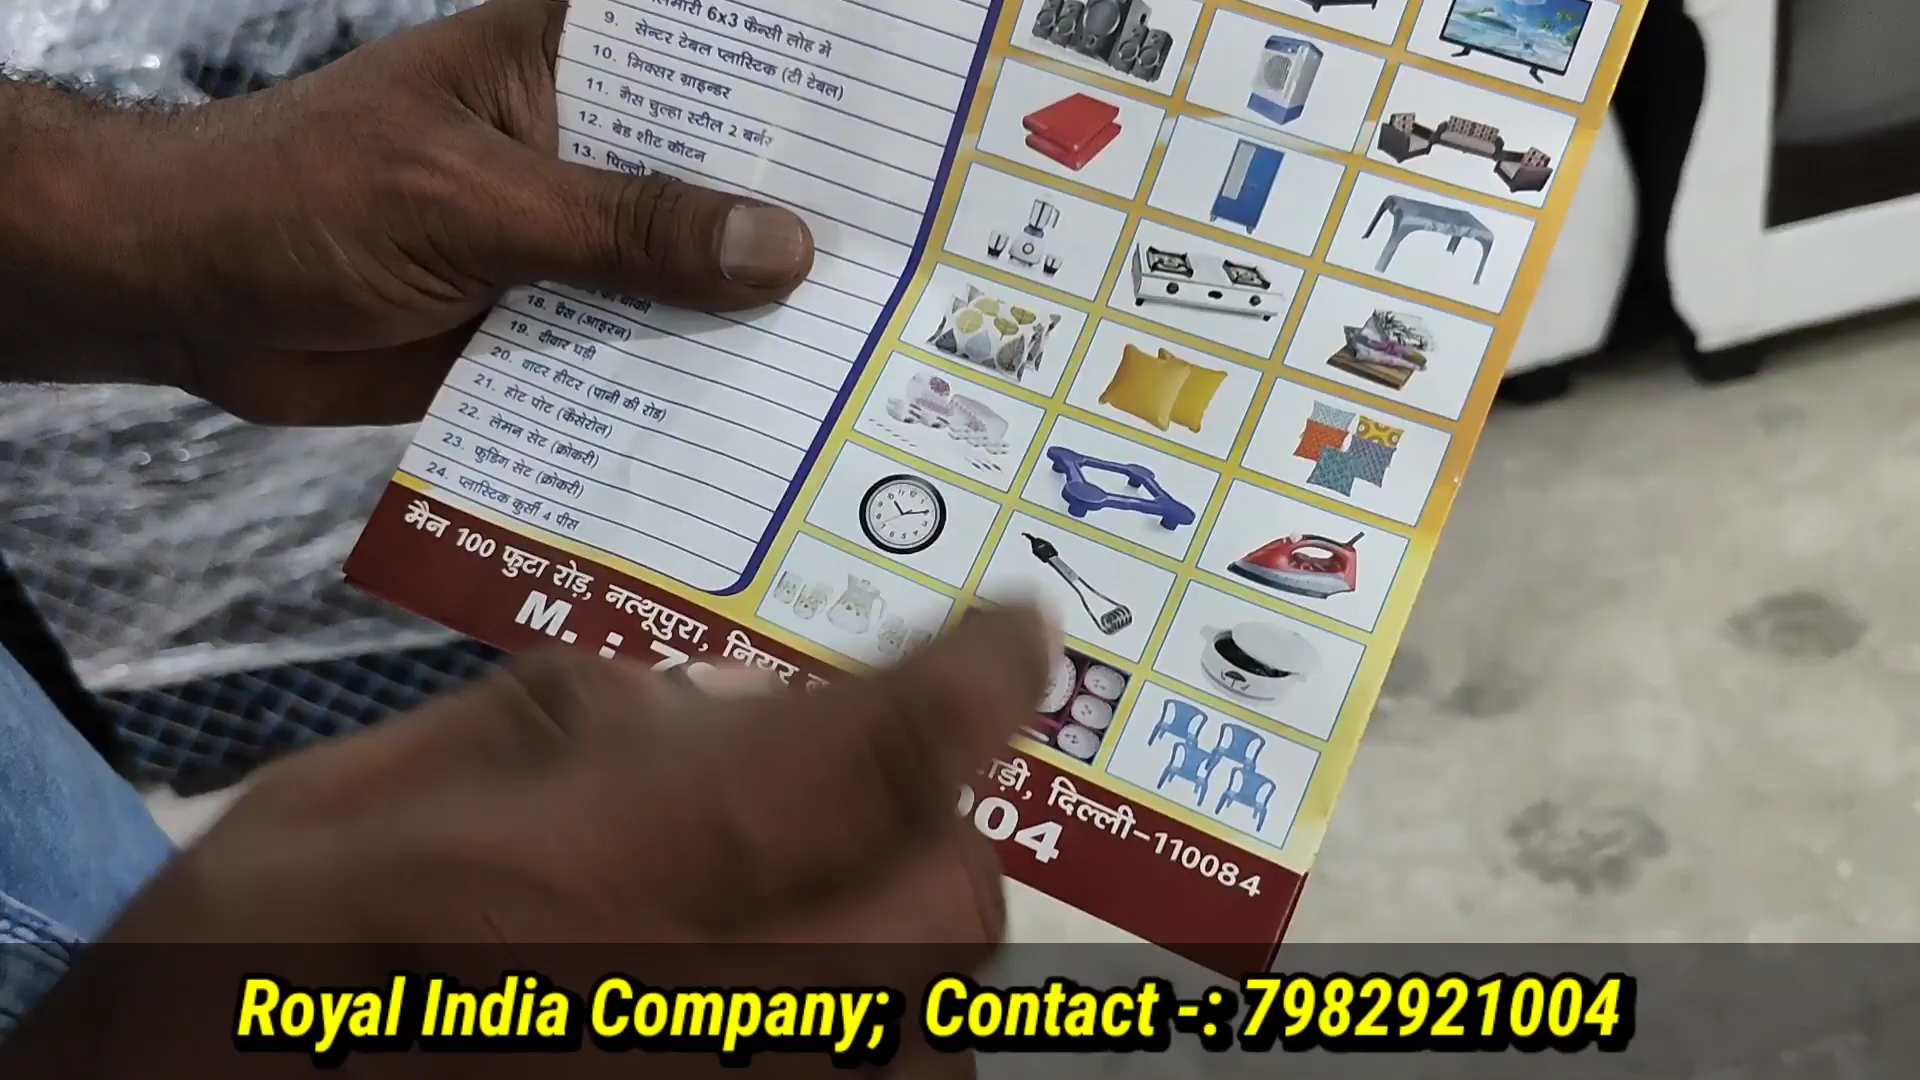 6x3 फैन्सी लोह में
9. सेन्टर टेबल प्लास्टिक (टी टेबल)
10. मिक्सर ग्राइन्डर
11. गैस चुल्हा स्टील 2 बर्नर
12. बेड शीट कॉटन
13. पिल्लो
18. प्रैस (आइरन)
19. दीवार घड़ी
20. वाटर हीटर (पानी की रोड)
21. होट पोट (कैसेरोल)
22. लेमन सेट (क्रोकरी)
23. फुडिंग सेट (क्रोकरी)
24. प्लास्टिक कुर्सी 4 पीस
मैन 100 फुटा रोड़, नत्थूपुरा, नियर दिल्ली-110084
M. : 79 004
Royal India Company; Contact -: 7982921004